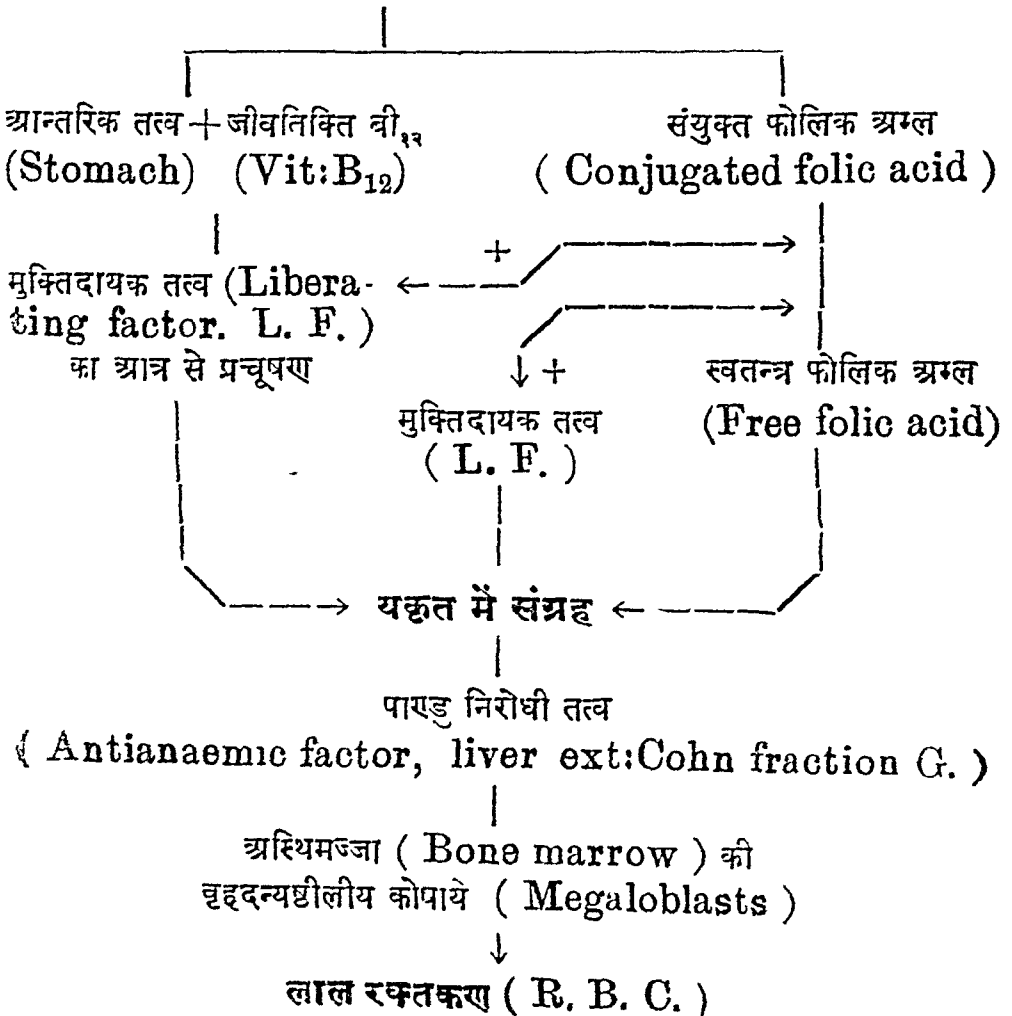 आन्तरिक तत्व + जीवतिक्ति बी₁₂
(Stomach) (Vit:B₁₂)
संयुक्त फोलिक अम्ल
( Conjugated folic acid )
+
मुक्तिदायक तत्व (Libera-
ting factor. L. F. )
का आत्र से प्रचूषण
+
मुक्तिदायक तत्व
( L. F. )
स्वतन्त्र फोलिक अम्ल
(Free folic acid)
यकृत में संग्रह
पाण्डु निरोधी तत्व
( Antianaemic factor, liver ext:Cohn fraction G. )
अस्थिमज्जा ( Bone marrow ) की
वृहदन्यष्ठीलीय कोपाये ( Megaloblasts )
लाल रक्तकण ( R. B. C. )